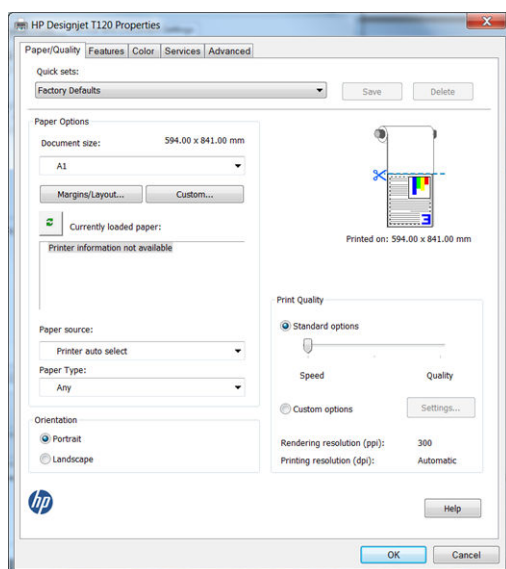 HP Designjet T120 Properties
Paper/Quality Features Color Services Advanced
Quick sets:
Factory Defaults
Save Delete
Paper Options
Document size: 594.00 x 841.00 mm
A1
Margins/Layout... Custom...
Currently loaded paper:
Printer information not available
Printed on: 594.00 x 841.00 mm
Paper source:
Printer auto select
Paper Type:
Any
Print Quality
Standard options
Speed Quality
Custom options Settings...
Rendering resolution (ppi): 300
Printing resolution (dpi): Automatic
Orientation
Portrait
Landscape
hp
Help
OK Cancel